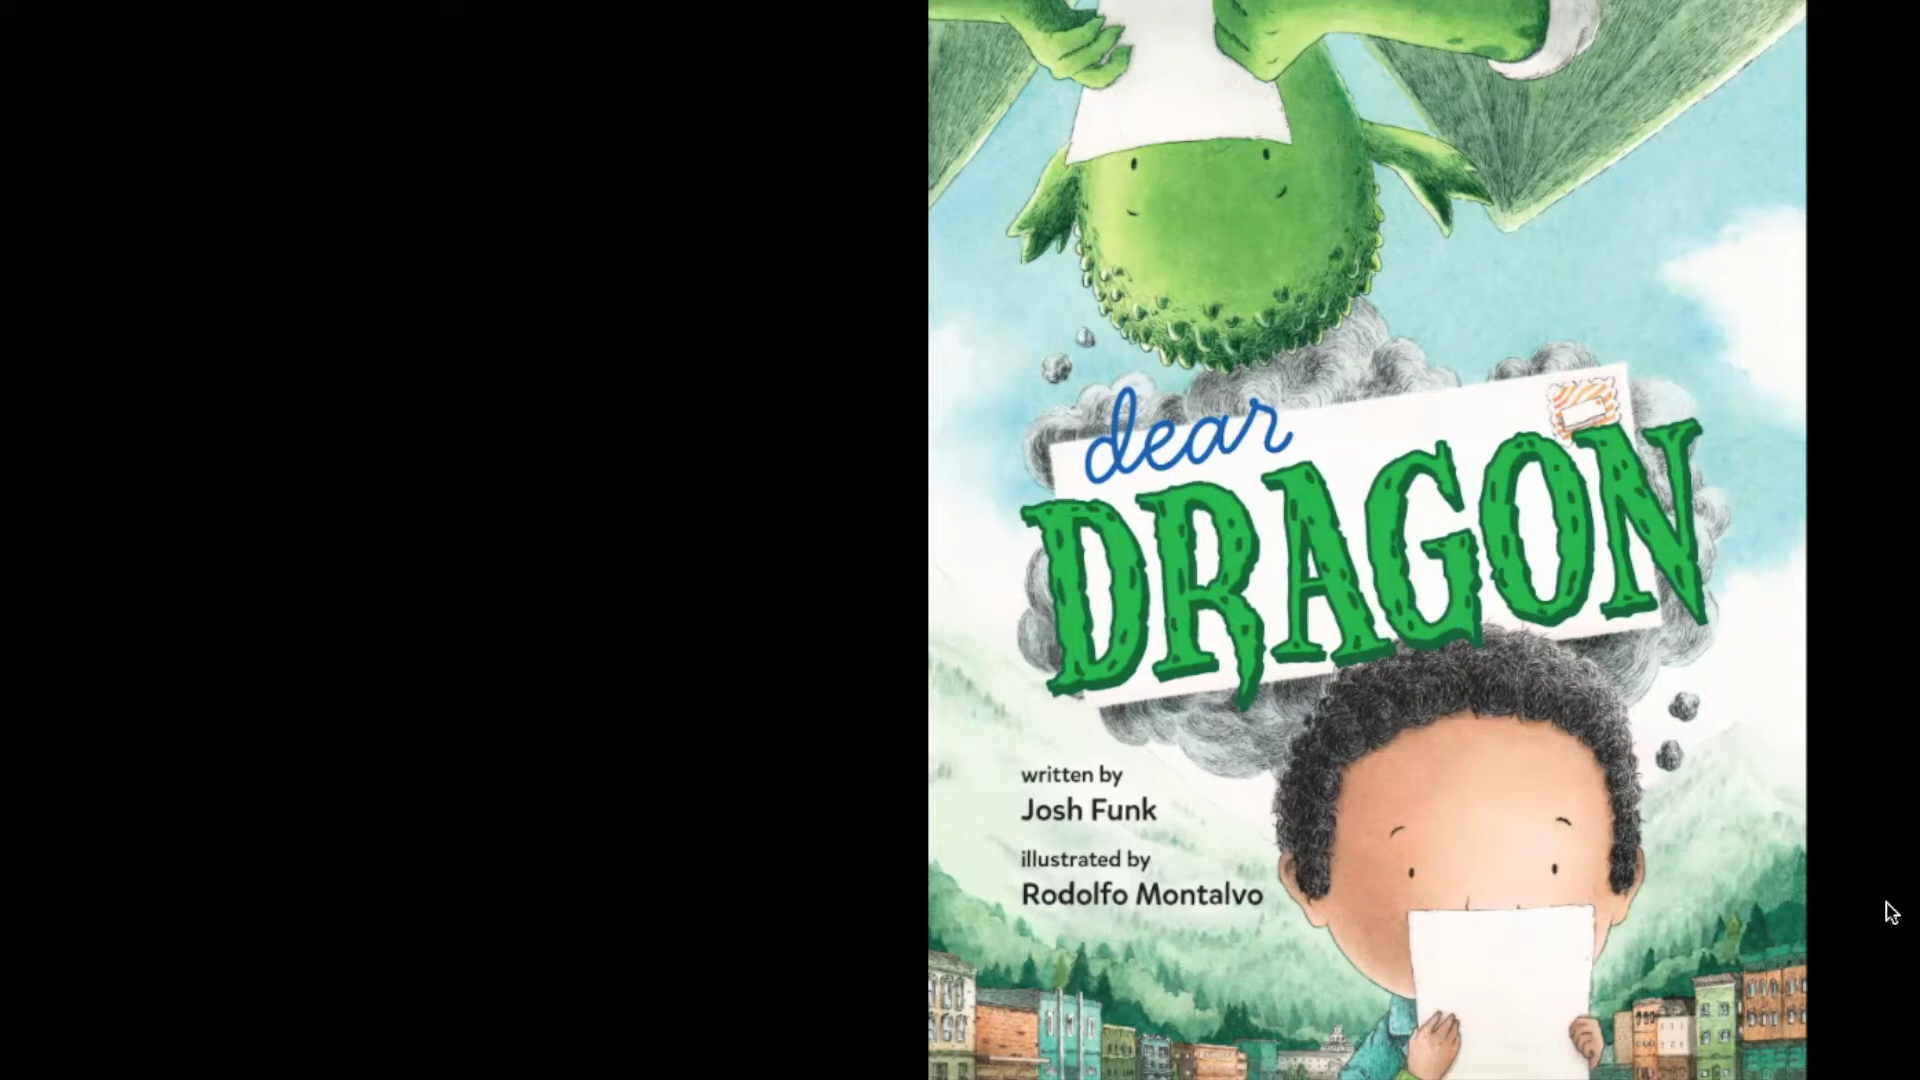 dear
DRAGON
written by
Josh Funk
illustrated by
Rodolfo Montalvo